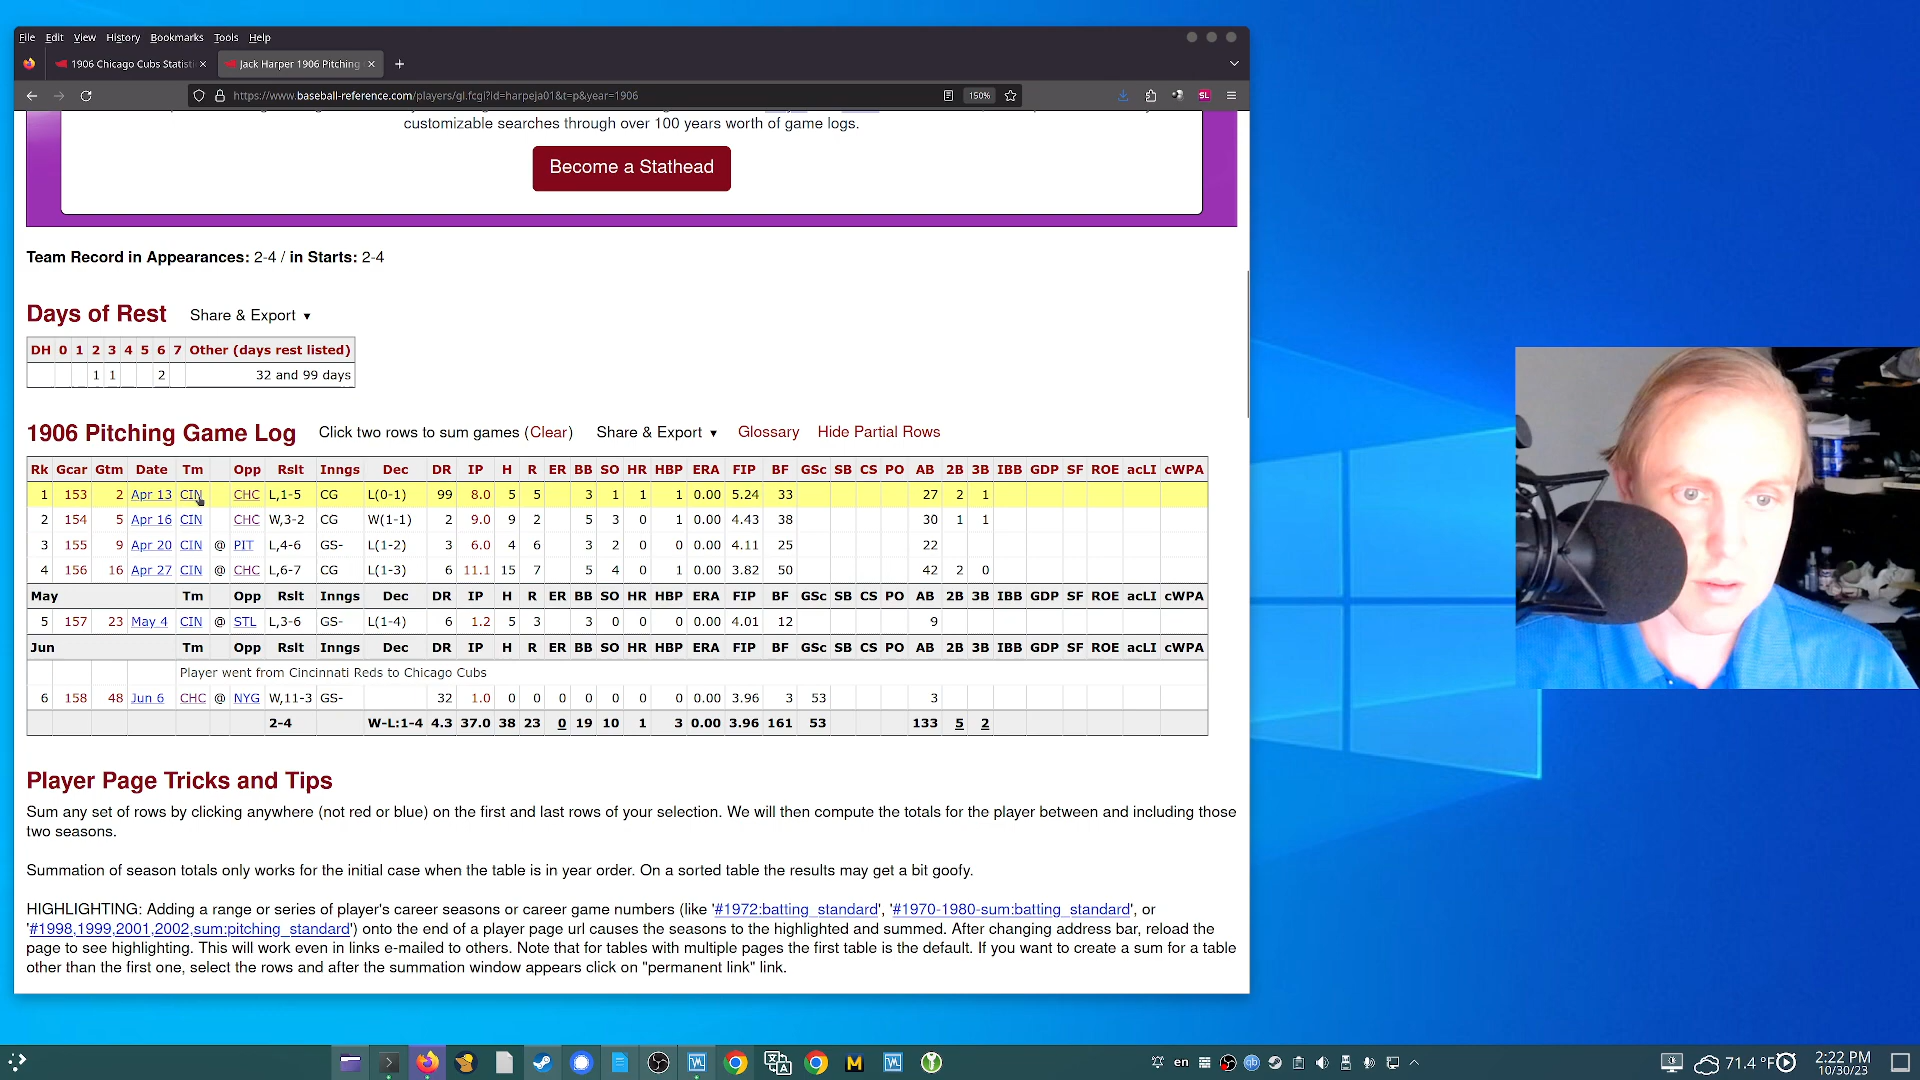 File Edit View History Bookmarks Tools Help
1906 Chicago Cubs Statisti × Jack Harper 1906 Pitching × +
https://www.baseball-reference.com/players/gl.fcgi?id=harpeja01&t=p&year=1906 150% SL
customizable searches through over 100 years worth of game logs.
Become a Stathead
Team Record in Appearances: 2-4 / in Starts: 2-4
Days of Rest Share & Export ▼
DH 0 1 2 3 4 5 6 7 Other (days rest listed)
1 1 2 32 and 99 days
1906 Pitching Game Log Click two rows to sum games (Clear) Share & Export ▼ Glossary Hide Partial Rows
Rk Gcar Gtm Date Tm Opp Rslt Inngs Dec DR IP H R ER BB SO HR HBP ERA FIP BF GSc SB CS PO AB 2B 3B IBB GDP SF ROE acLI cWPA
1 153 2 Apr 13 CIN CHC L,1-5 CG L(0-1) 99 8.0 5 5 3 1 1 1 0.00 5.24 33 27 2 1
2 154 5 Apr 16 CIN CHC W,3-2 CG W(1-1) 2 9.0 9 2 5 3 0 1 0.00 4.43 38 30 1 1
3 155 9 Apr 20 CIN @ PIT L,4-6 GS- L(1-2) 3 6.0 4 6 3 2 0 0 0.00 4.11 25 22
4 156 16 Apr 27 CIN @ CHC L,6-7 CG L(1-3) 6 11.1 15 7 5 4 0 1 0.00 3.82 50 42 2 0
May Tm Opp Rslt Inngs Dec DR IP H R ER BB SO HR HBP ERA FIP BF GSc SB CS PO AB 2B 3B IBB GDP SF ROE acLI cWPA
5 157 23 May 4 CIN @ STL L,3-6 GS- L(1-4) 6 1.2 5 3 3 0 0 0 0.00 4.01 12 9
Jun Tm Opp Rslt Inngs Dec DR IP H R ER BB SO HR HBP ERA FIP BF GSc SB CS PO AB 2B 3B IBB GDP SF ROE acLI cWPA
Player went from Cincinnati Reds to Chicago Cubs
6 158 48 Jun 6 CHC @ NYG W,11-3 GS- 32 1.0 0 0 0 0 0 0 0 0.00 3.96 3 53 3
2-4 W-L:1-4 4.3 37.0 38 23 0 19 10 1 3 0.00 3.96 161 53 133 5 2
Player Page Tricks and Tips
Sum any set of rows by clicking anywhere (not red or blue) on the first and last rows of your selection. We will then compute the totals for the player between and including those
two seasons.
Summation of season totals only works for the initial case when the table is in year order. On a sorted table the results may get a bit goofy.
HIGHLIGHTING: Adding a range or series of player's career seasons or career game numbers (like '#1972:batting_standard', '#1970-1980-sum:batting_standard', or
'#1998,1999,2001,2002,sum:pitching_standard') onto the end of a player page url causes the seasons to the highlighted and summed. After changing address bar, reload the
page to see highlighting. This will work even in links e-mailed to others. Note that for tables with multiple pages the first table is the default. If you want to create a sum for a table
other than the first one, select the rows and after the summation window appears click on "permanent link" link.
en 71.4 °F 2:22 PM
10/30/23